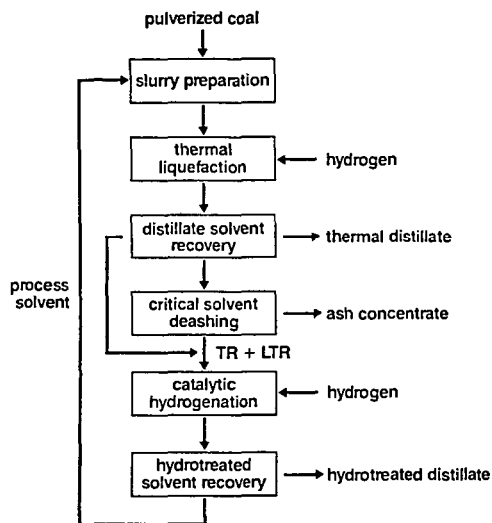 pulverized coal
slurry preparation
thermal
liquefaction
hydrogen
distillate solvent
recovery
thermal distillate
process
solvent
critical solvent
deashing
ash concentrate
TR + LTR
catalytic
hydrogenation
hydrogen
hydrotreated
solvent recovery
hydrotreated distillate